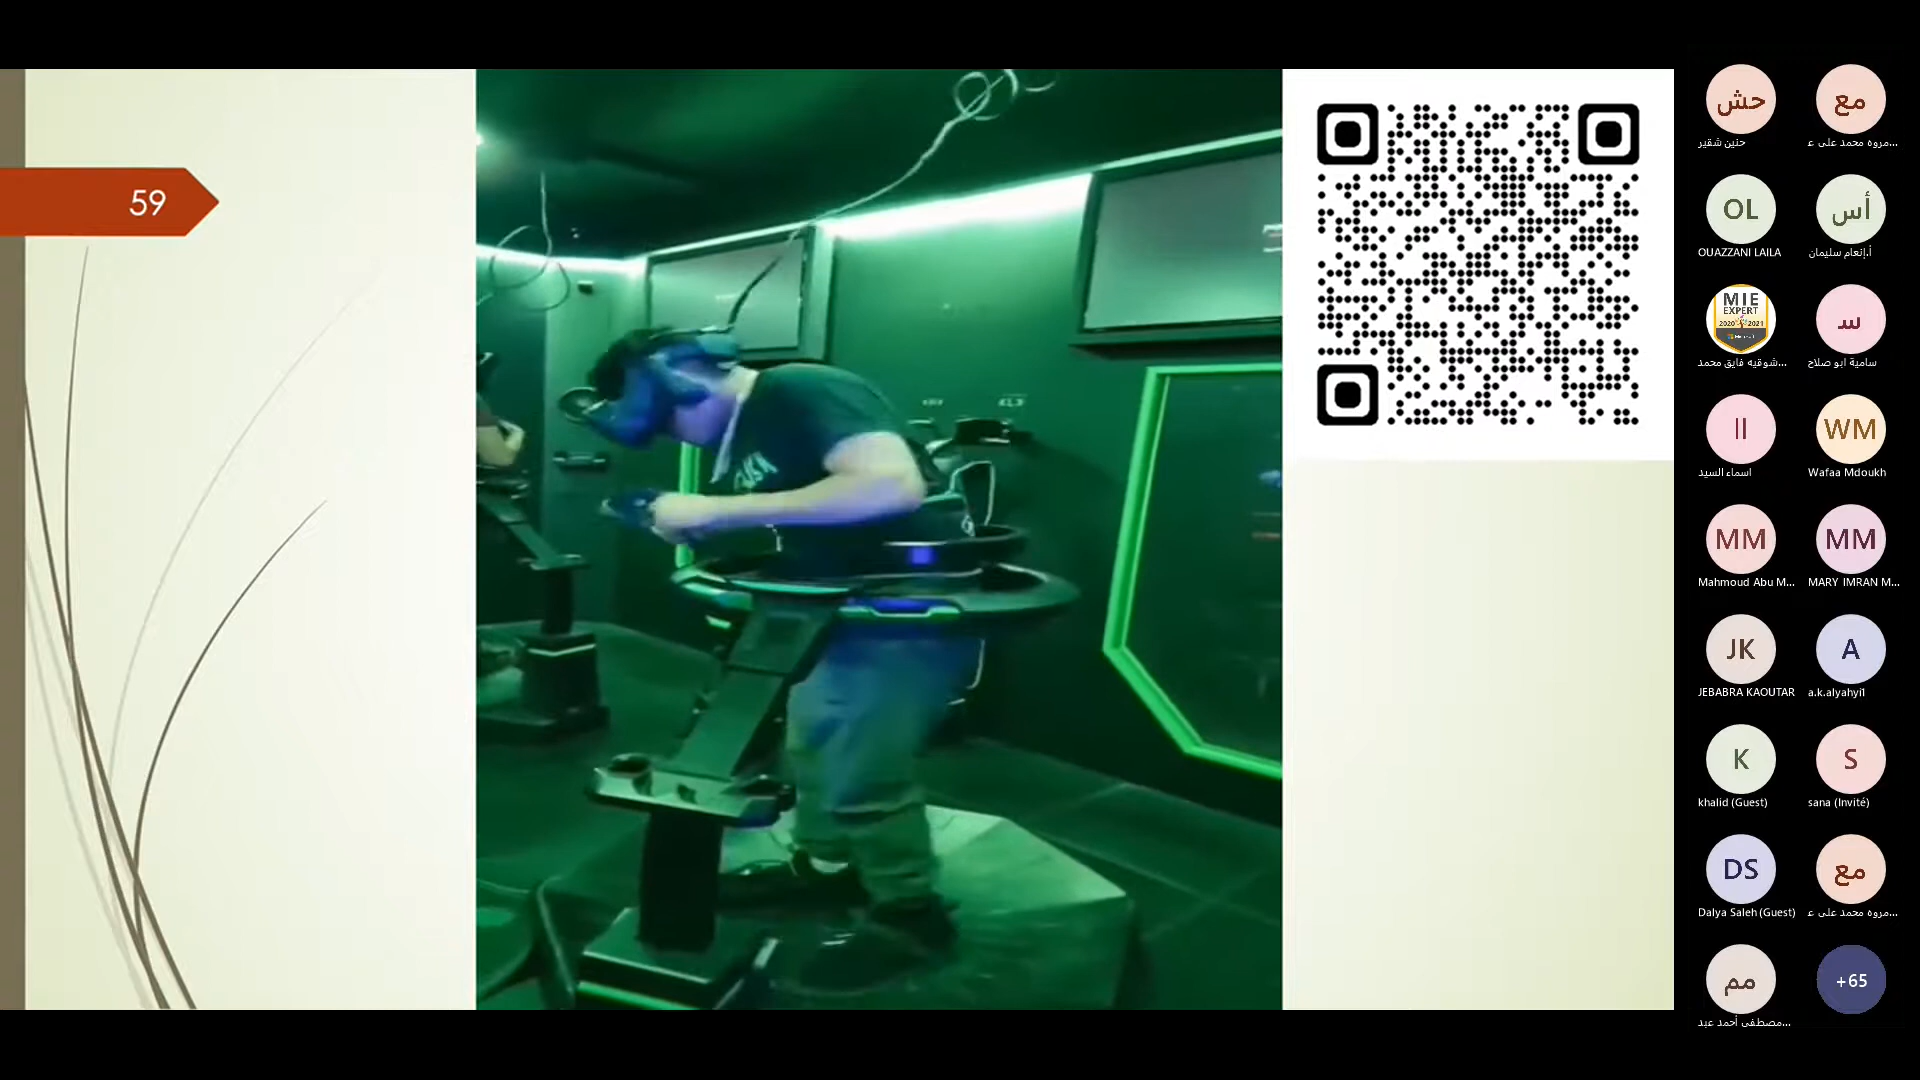 59
حش
حنين شقير
مع
مروه محمد على ع...
OL
OUAZZANI LAILA
أس
أ.إنعام سليمان
MIE
EXPERT
2020 2021
شوقيه فايق محمد...
س
سامية ابو صلاح
اا
اسماء السيد
WM
Wafaa Mdoukh
MM
Mahmoud Abu M...
MM
MARY IMRAN M...
JK
JEBABRA KAOUTAR
A
a.k.alyahyi1
K
khalid (Guest)
S
sana (Invité)
DS
Dalya Saleh (Guest)
مع
مروه محمد على ع...
مم
مصطفى أحمد عبد...
+65